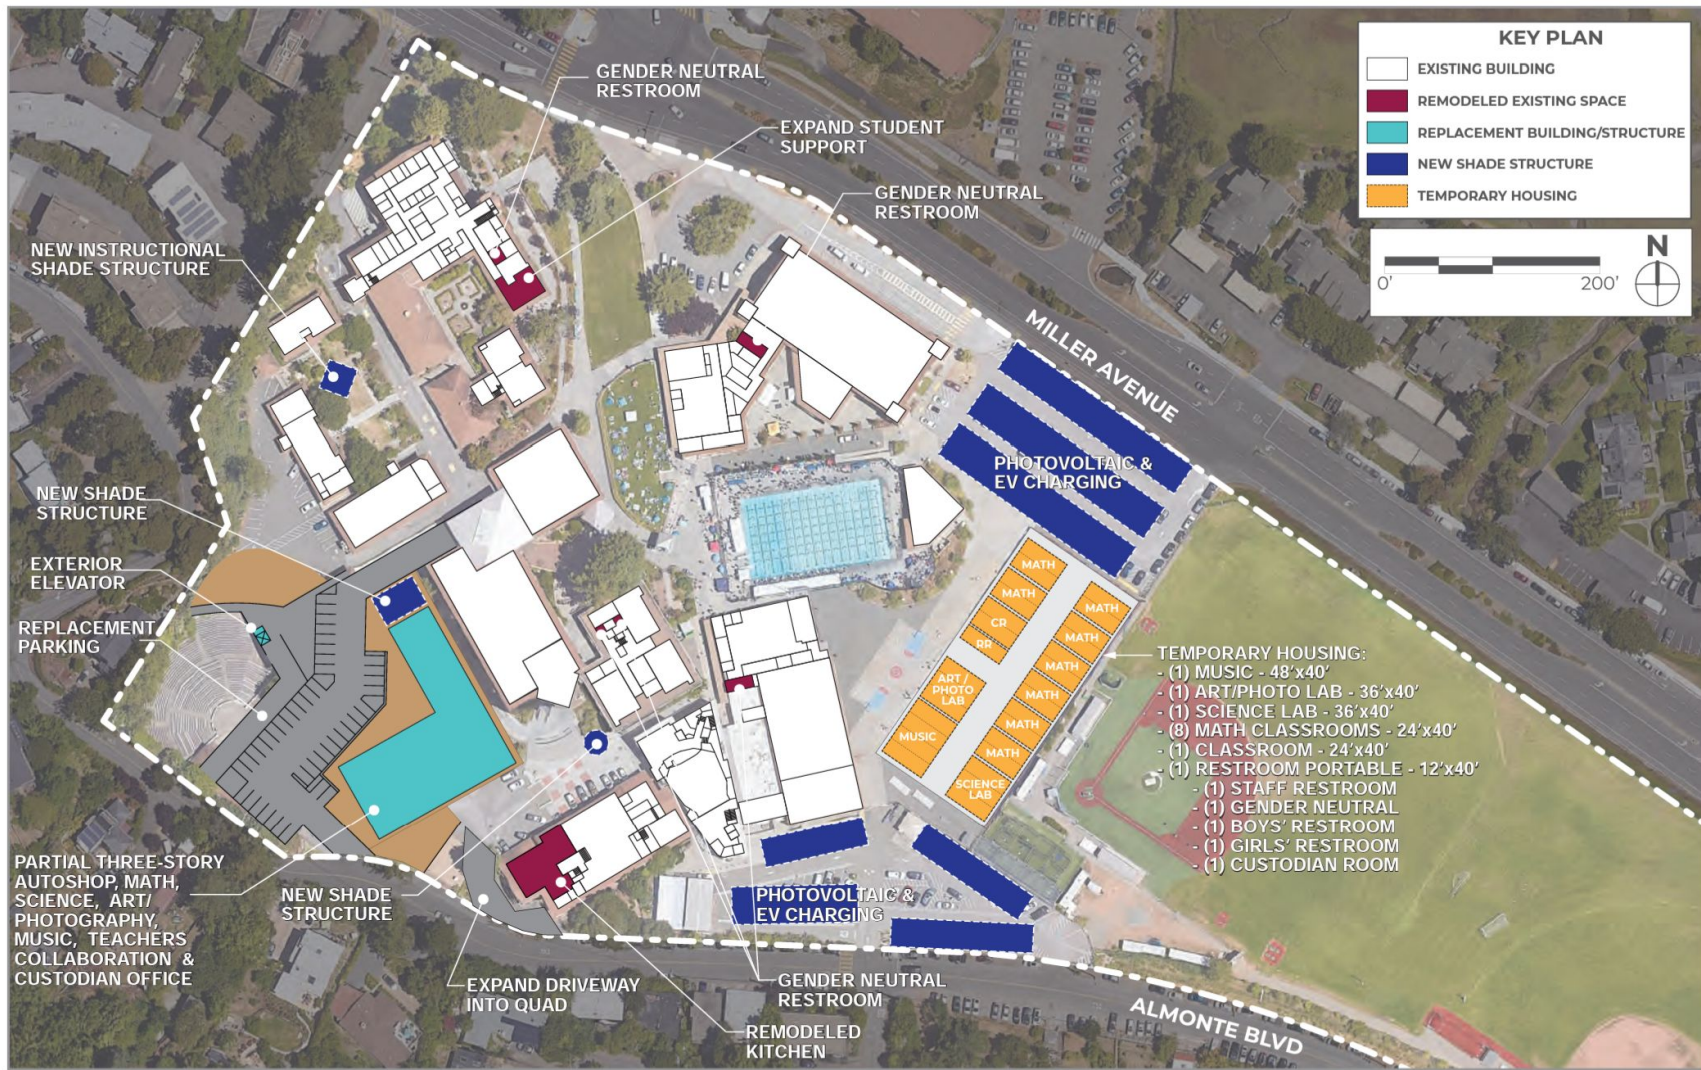 GENDER NEUTRAL
RESTROOM
EXPAND STUDENT
SUPPORT
GENDER NEUTRAL
RESTROOM
KEY PLAN
EXISTING BUILDING
REMODELED EXISTING SPACE
REPLACEMENT BUILDING/STRUCTURE
NEW SHADE STRUCTURE
TEMPORARY HOUSING
N
0'
200'
NEW INSTRUCTIONAL
SHADE STRUCTURE
MILLER AVENUE
PHOTOVOLTAIC &
EV CHARGING
NEW SHADE
STRUCTURE
EXTERIOR
ELEVATOR
REPLACEMENT
PARKING
MATH
MATH
CR
RR
ART /
PHOTO
LAB
MUSIC
MATH
MATH
MATH
MATH
MATH
MATH
SCIENCE
LAB
TEMPORARY HOUSING:
- (1) MUSIC - 48'x40'
- (1) ART/PHOTO LAB - 36'x40'
- (1) SCIENCE LAB - 36'x40'
- (8) MATH CLASSROOMS - 24'x40'
- (1) CLASSROOM - 24'x40'
- (1) RESTROOM PORTABLE - 12'x40'
- (1) STAFF RESTROOM
- (1) GENDER NEUTRAL
- (1) BOYS' RESTROOM
- (1) GIRLS' RESTROOM
- (1) CUSTODIAN ROOM
PARTIAL THREE-STORY
AUTOSHOP, MATH,
SCIENCE, ART/
PHOTOGRAPHY,
MUSIC, TEACHERS
COLLABORATION &
CUSTODIAN OFFICE
NEW SHADE
STRUCTURE
PHOTOVOLTAIC &
EV CHARGING
EXPAND DRIVEWAY
INTO QUAD
GENDER NEUTRAL
RESTROOM
REMODELED
KITCHEN
ALMONTE BLVD